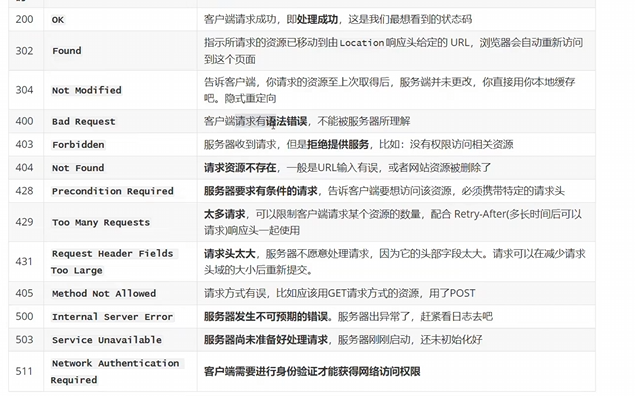 200 OK 客户端请求成功，即处理成功，这是我们最想看到的状态码
302 Found 指示所请求的资源已移动到由Location响应头给定的 URL，浏览器会自动重新访问
到这个页面
304 Not Modified 告诉客户端，你请求的资源至上次取得后，服务端并未更改，你直接用你本地缓存
吧。隐式重定向
400 Bad Request 客户端请求有语法错误，不能被服务器所理解
403 Forbidden 服务器收到请求，但是拒绝提供服务，比如：没有权限访问相关资源
404 Not Found 请求资源不存在，一般是URL输入有误，或者网站资源被删除了
428 Precondition Required 服务器要求有条件的请求，告诉客户端要想访问该资源，必须携带特定的请求头
429 Too Many Requests 太多请求，可以限制客户端请求某个资源的数量，配合 Retry-After(多长时间后可以
请求)响应头一起使用
431 Request Header Fields
Too Large 请求头太大，服务器不愿意处理请求，因为它的头部字段太大。请求可以在减少请求
头域的大小后重新提交。
405 Method Not Allowed 请求方式有误，比如应该用GET请求方式的资源，用了POST
500 Internal Server Error 服务器发生不可预期的错误。服务器出异常了，赶紧看日志去吧
503 Service Unavailable 服务器尚未准备好处理请求，服务器刚刚启动，还未初始化好
511 Network Authentication
Required 客户端需要进行身份验证才能获得网络访问权限